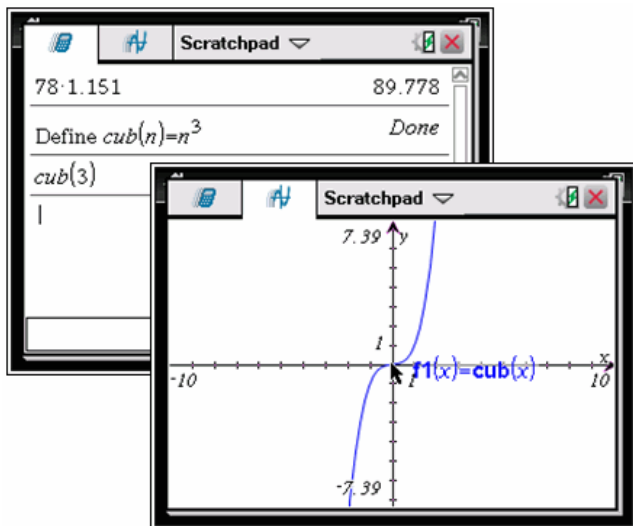 Scratchpad
78·1.151 89.778
Define cub(n)=n³ Done
cub(3)
Scratchpad
7.39 y
1
x
-10 1 10
f1(x)=cub(x)
-7.39